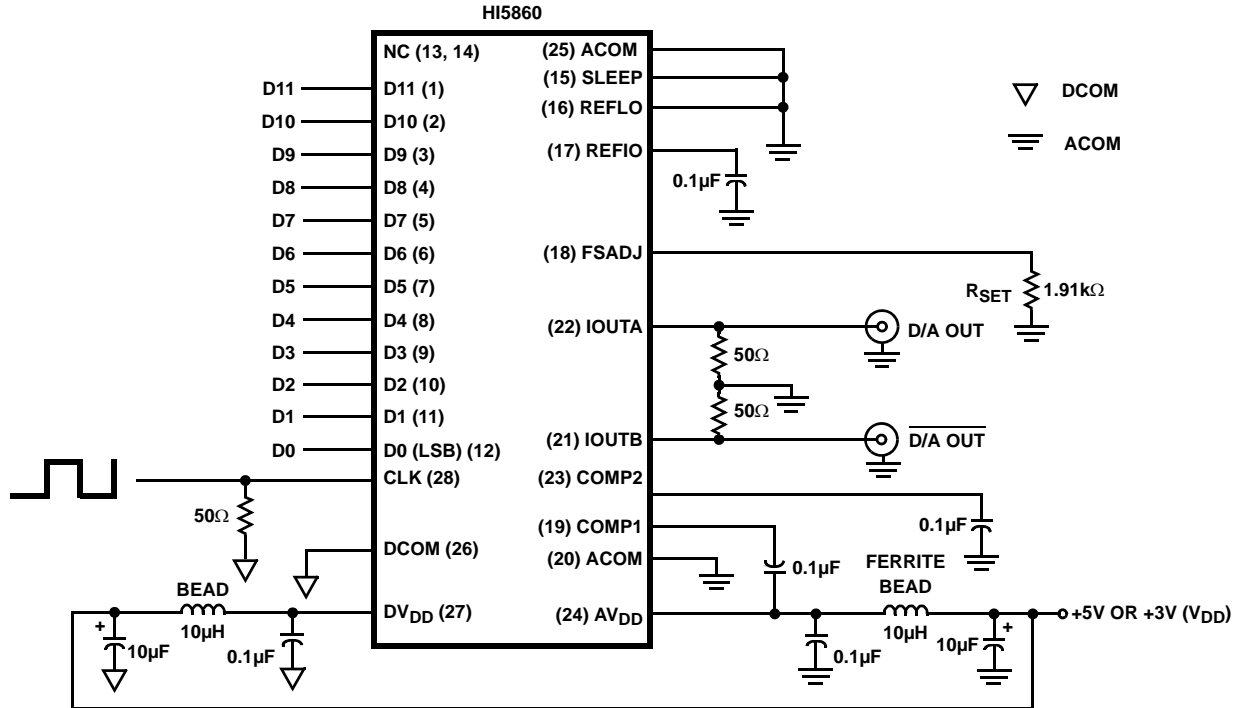 HI5860
NC (13, 14)
(25) ACOM
(15) SLEEP
(16) REFLO
(17) REFIO
0.1µF
DCOM
ACOM
D11
D11 (1)
D10
D10 (2)
D9
D9 (3)
D8
D8 (4)
D7
D7 (5)
D6
D6 (6)
D5
D5 (7)
D4
D4 (8)
D3
D3 (9)
D2
D2 (10)
D1
D1 (11)
D0
D0 (LSB) (12)
CLK (28)
50Ω
DCOM (26)
DVDD (27)
(18) FSADJ
RSET
1.91kΩ
(22) IOUTA
D/A OUT
50Ω
50Ω
(21) IOUTB
D/A OUT
(23) COMP2
0.1µF
(19) COMP1
0.1µF
(20) ACOM
(24) AVDD
FERRITE
BEAD
10µH
+5V OR +3V (VDD)
0.1µF
+
10µF
BEAD
10µH
+
10µF
0.1µF